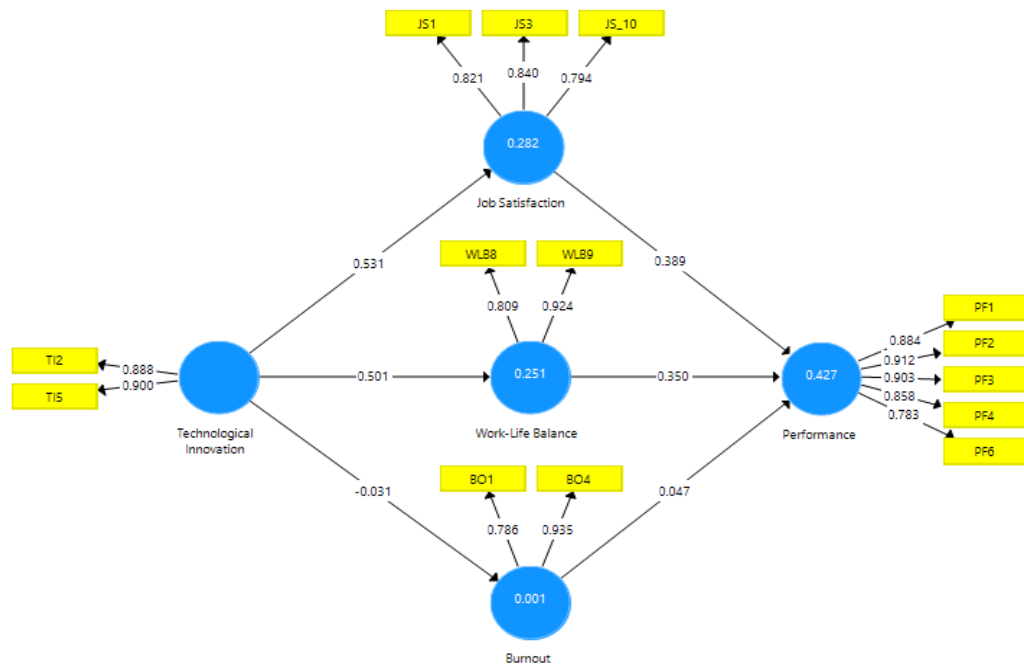 JS1
JS3
JS_10
0.821
0.840
0.794
0.282
Job Satisfaction
WLB8
WLB9
0.531
0.389
0.809
0.924
PF1
TI2
TI5
0.888
0.900
0.501
0.251
0.350
0.427
0.884
0.912
0.903
0.858
0.783
PF2
PF3
PF4
PF6
Technological
Innovation
Work-Life Balance
Performance
BO1
BO4
-0.031
0.047
0.786
0.935
0.001
Burnout